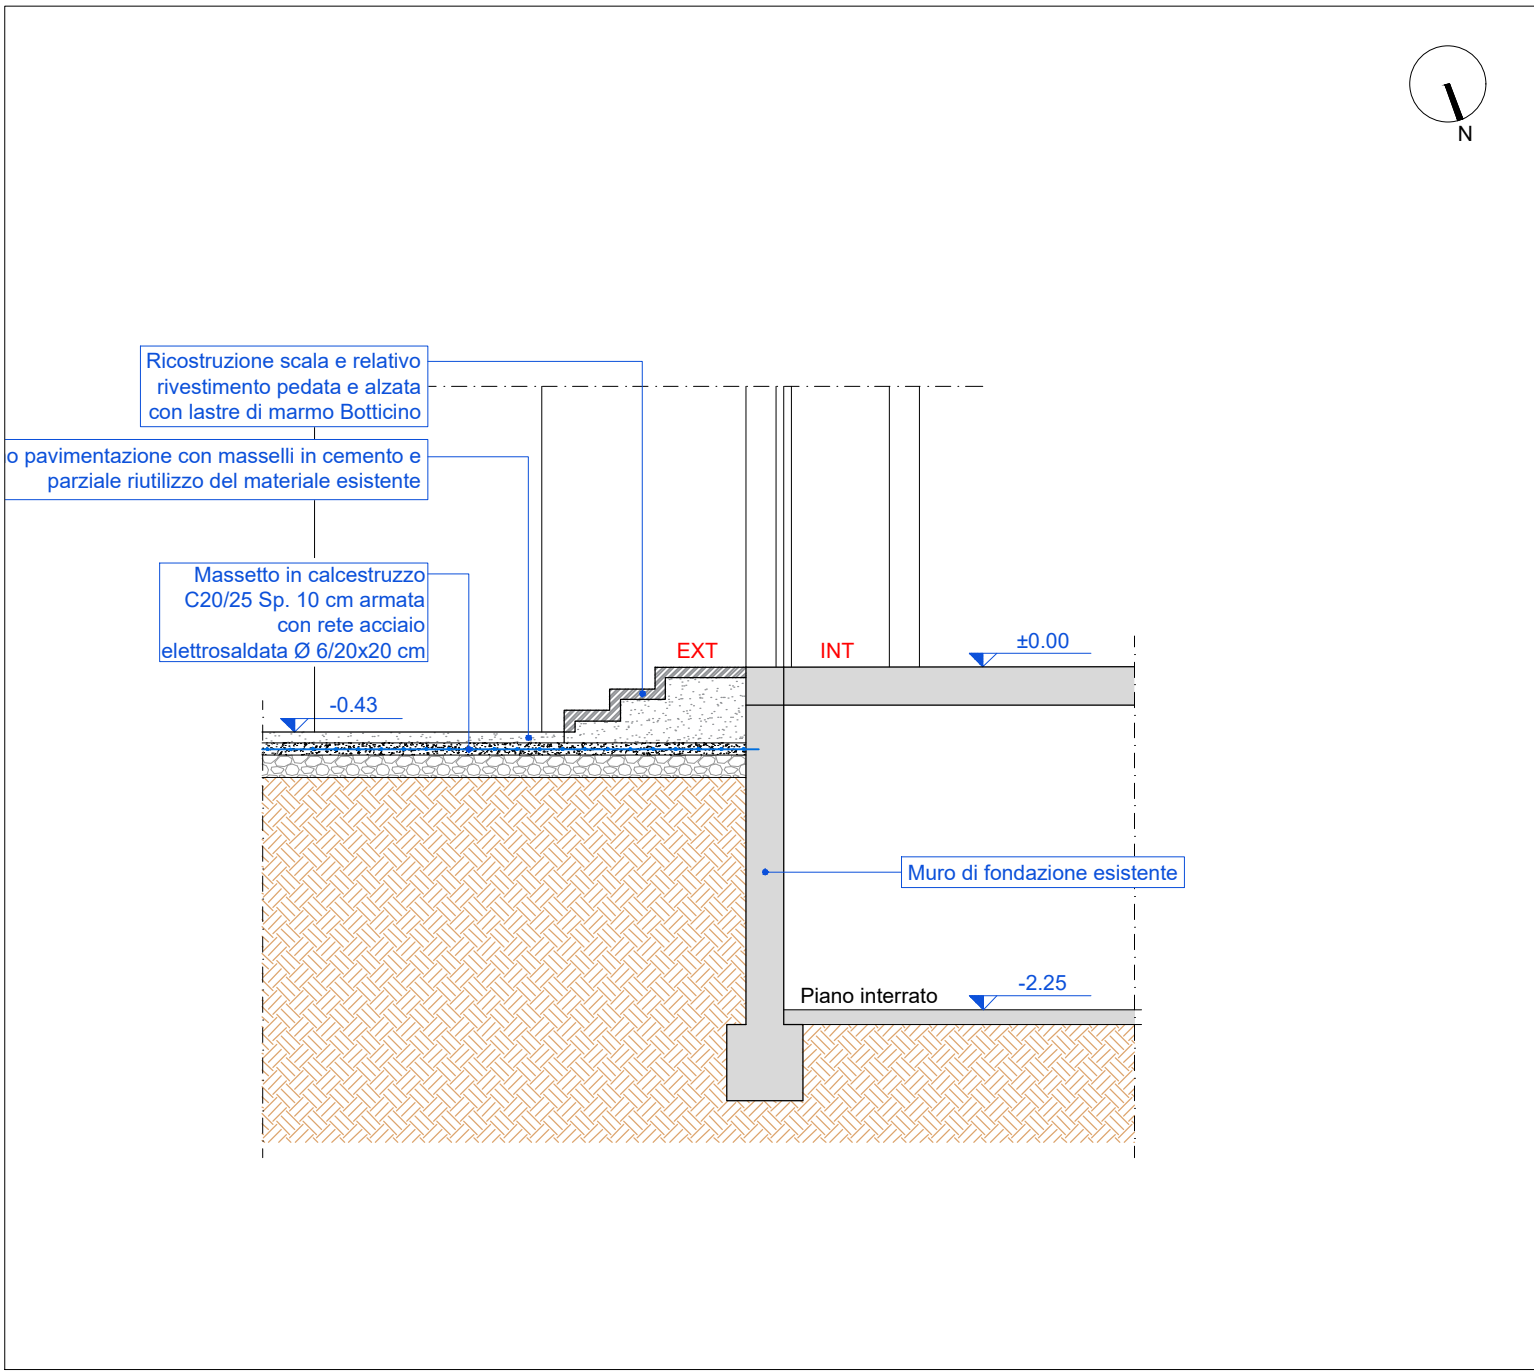 N
Ricostruzione scala e relativo
rivestimento pedata e alzata
con lastre di marmo Botticino
pavimentazione con masselli in cemento e
parziale riutilizzo del materiale esistente
Massetto in calcestruzzo
C20/25 Sp. 10 cm armata
con rete acciaio
elettrosaldata Ø 6/20x20 cm
EXT
INT
±0.00
-0.43
Muro di fondazione esistente
Piano interrato
-2.25